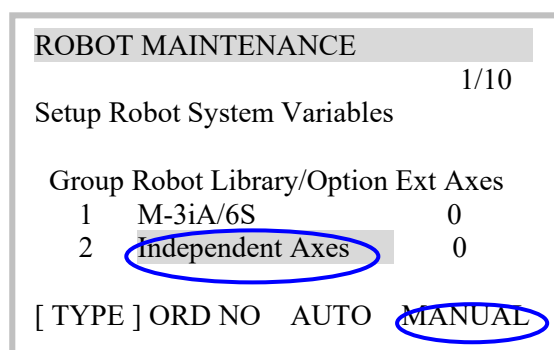 ROBOT MAINTENANCE
1/10
Setup Robot System Variables
Group Robot Library/Option Ext Axes
1 M-3iA/6S 0
2 Independent Axes 0
[ TYPE ] ORD NO AUTO MANUAL